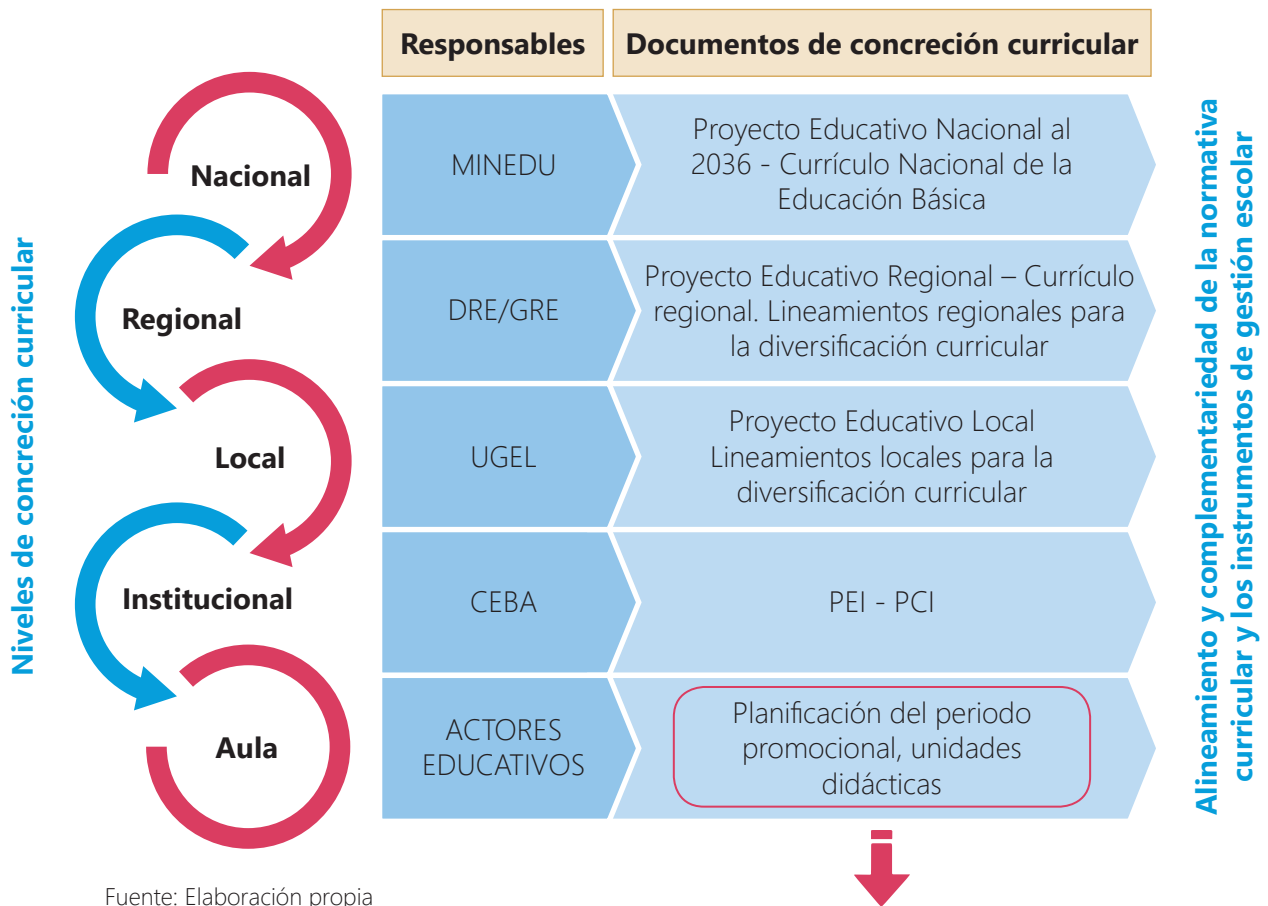 Responsables
Documentos de concreción curricular
Niveles de concreción curricular
Nacional
MINEDU
Proyecto Educativo Nacional al
2036 - Currículo Nacional de la
Educación Básica
Regional
DRE/GRE
Proyecto Educativo Regional – Currículo
regional. Lineamientos regionales para
la diversificación curricular
Local
UGEL
Proyecto Educativo Local
Lineamientos locales para la
diversificación curricular
Institucional
CEBA
PEI - PCI
Aula
ACTORES
EDUCATIVOS
Planificación del periodo
promocional, unidades
didácticas
Alineamiento y complementariedad de la normativa
curricular y los instrumentos de gestión escolar
Fuente: Elaboración propia